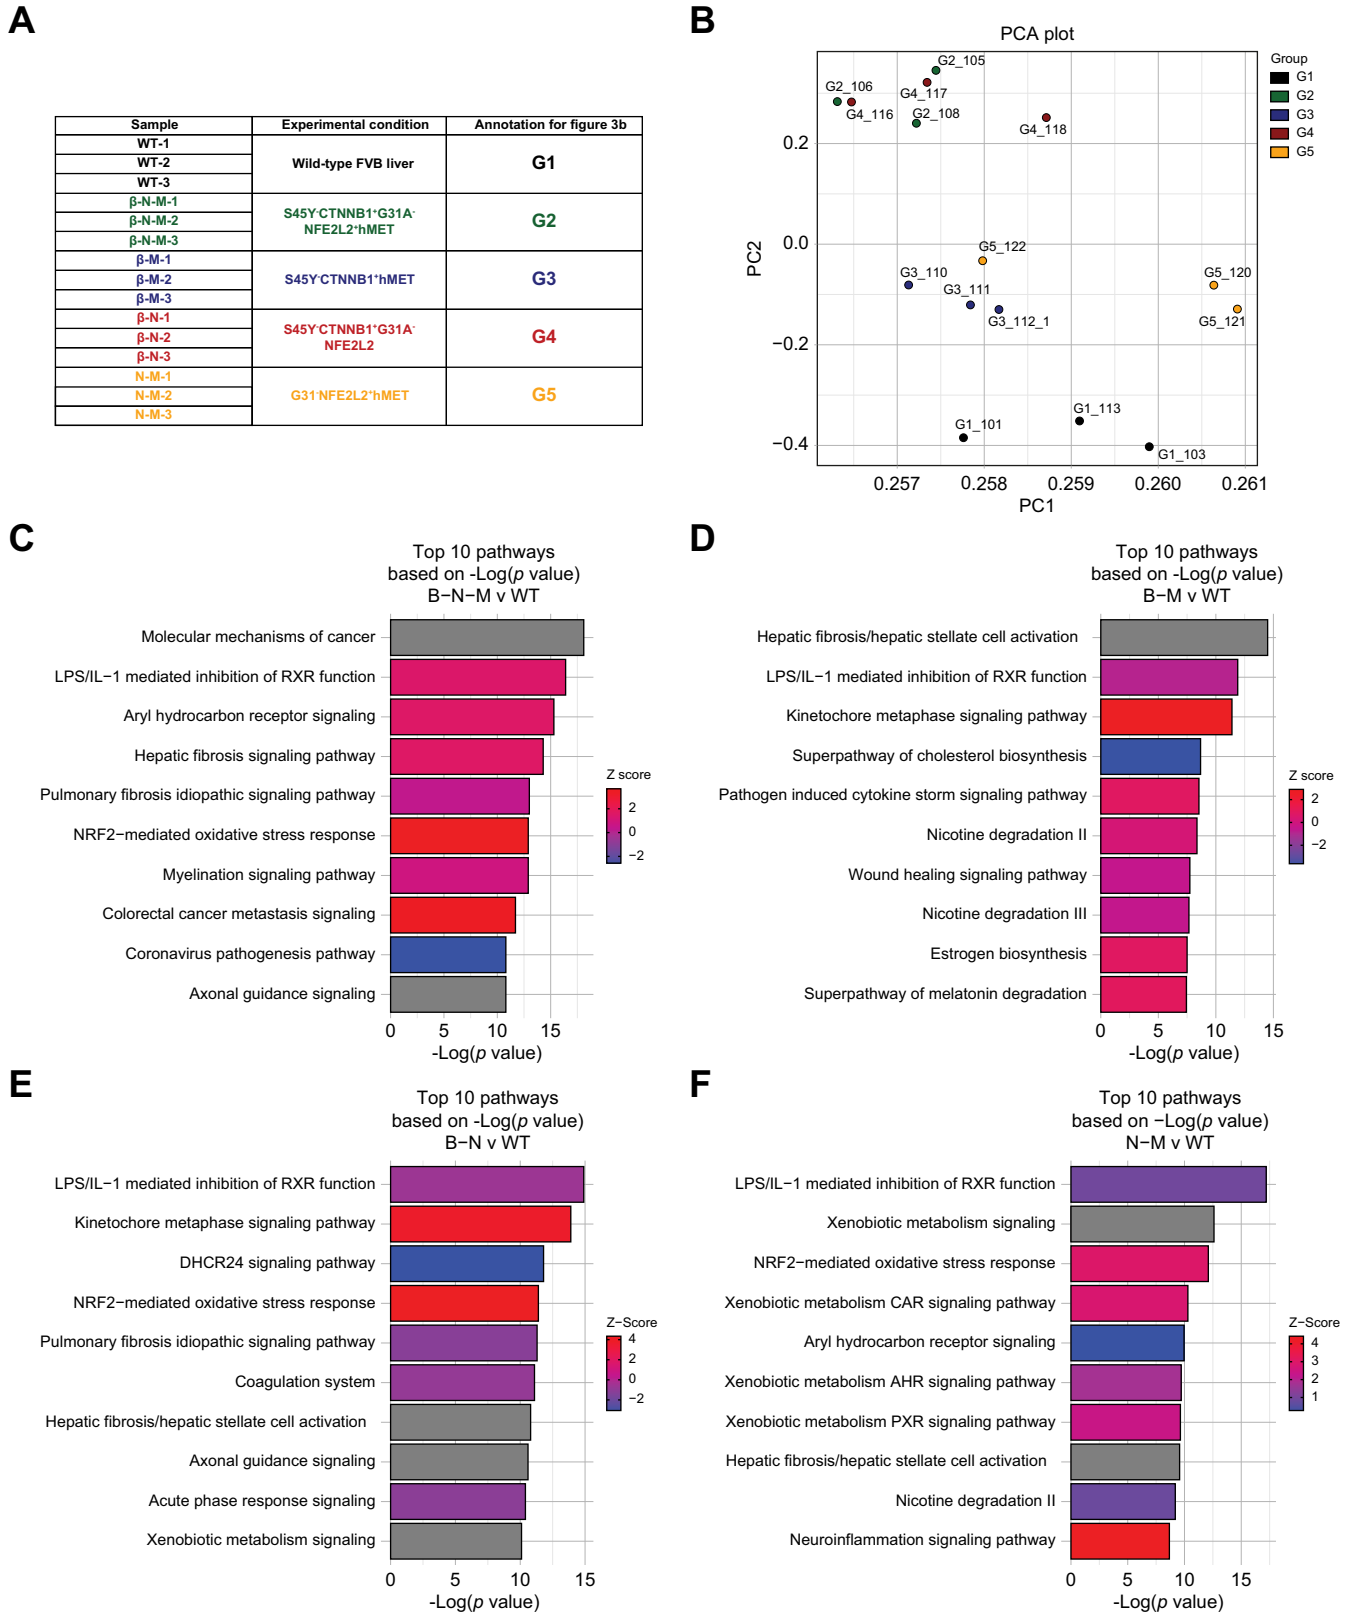 A
Sample Experimental condition Annotation for figure 3b
WT-1
WT-2
WT-3
Wild-type FVB liver
G1
β-N-M-1
β-N-M-2
β-N-M-3
S45Y-CTNNB1+G31A-
NFE2L2+hMET
G2
β-M-1
β-M-2
β-M-3
S45Y-CTNNB1+hMET
G3
β-N-1
β-N-2
β-N-3
S45Y-CTNNB1+G31A-
NFE2L2
G4
N-M-1
N-M-2
N-M-3
G31-NFE2L2+hMET
G5
B
PCA plot
G2_105
G2_106
G4_117
G4_116
G2_108
G4_118
G5_122
G3_110
G3_111
G3_112_1
G5_120
G5_121
G1_113
G1_101
G1_103
0.2
0.0
−0.2
−0.4
PC2
0.257 0.258 0.259 0.260 0.261
PC1
Group
G1
G2
G3
G4
G5
C
Top 10 pathways
based on -Log(p value)
B−N−M v WT
Molecular mechanisms of cancer
LPS/IL−1 mediated inhibition of RXR function
Aryl hydrocarbon receptor signaling
Hepatic fibrosis signaling pathway
Pulmonary fibrosis idiopathic signaling pathway
NRF2−mediated oxidative stress response
Myelination signaling pathway
Colorectal cancer metastasis signaling
Coronavirus pathogenesis pathway
Axonal guidance signaling
0 5 10 15
-Log(p value)
Z score
2
0
−2
D
Top 10 pathways
based on -Log(p value)
B−M v WT
Hepatic fibrosis/hepatic stellate cell activation
LPS/IL−1 mediated inhibition of RXR function
Kinetochore metaphase signaling pathway
Superpathway of cholesterol biosynthesis
Pathogen induced cytokine storm signaling pathway
Nicotine degradation II
Wound healing signaling pathway
Nicotine degradation III
Estrogen biosynthesis
Superpathway of melatonin degradation
0 5 10 15
-Log(p value)
Z score
2
0
−2
E
Top 10 pathways
based on -Log(p value)
B−N v WT
LPS/IL−1 mediated inhibition of RXR function
Kinetochore metaphase signaling pathway
DHCR24 signaling pathway
NRF2−mediated oxidative stress response
Pulmonary fibrosis idiopathic signaling pathway
Coagulation system
Hepatic fibrosis/hepatic stellate cell activation
Axonal guidance signaling
Acute phase response signaling
Xenobiotic metabolism signaling
0 5 10 15
-Log(p value)
Z−Score
4
2
0
−2
F
Top 10 pathways
based on −Log(p value)
N−M v WT
LPS/IL−1 mediated inhibition of RXR function
Xenobiotic metabolism signaling
NRF2−mediated oxidative stress response
Xenobiotic metabolism CAR signaling pathway
Aryl hydrocarbon receptor signaling
Xenobiotic metabolism AHR signaling pathway
Xenobiotic metabolism PXR signaling pathway
Hepatic fibrosis/hepatic stellate cell activation
Nicotine degradation II
Neuroinflammation signaling pathway
0 5 10 15
-Log(p value)
Z−Score
4
3
2
1